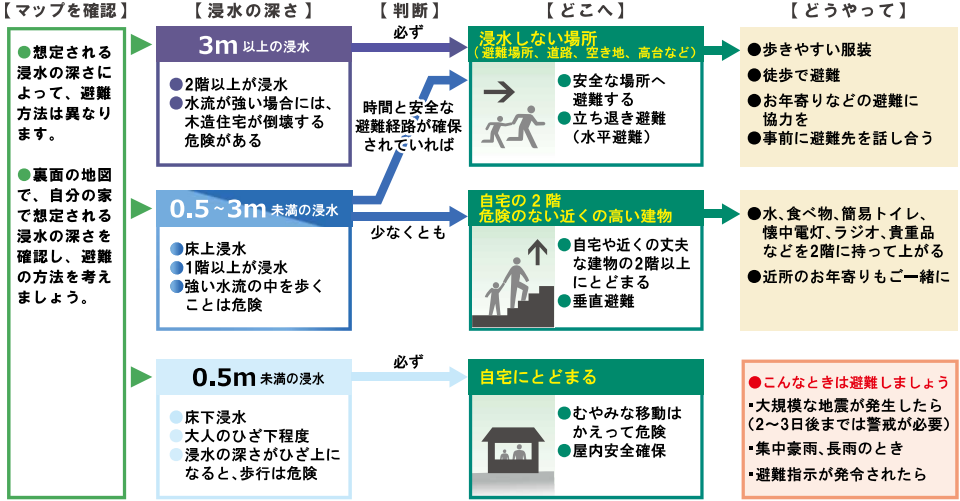 【マップを確認】
【浸水の深さ】
【判断】
【どこへ】
【どうやって】
●想定される
浸水の深さに
よって、避難
方法は異なり
ます。
●裏面の地図
で、自分の家
で想定される
浸水の深さを
確認し、避難
の方法を考え
ましょう。
3m以上の浸水
●2階以上が浸水
●水流が強い場合には、
木造住宅が倒壊する
危険がある
必ず
時間と安全な
避難経路が確保
されていれば
浸水しない場所
(避難場所、道路、空き地、高台など)
●安全な場所へ
避難する
●立ち退き避難
(水平避難)
●歩きやすい服装
●徒歩で避難
●お年寄りなどの避難に
協力を
●事前に避難先を話し合う
0.5~3m未満の浸水
●床上浸水
●1階以上が浸水
●強い水流の中を歩く
ことは危険
少なくとも
自宅の2階
危険のない近くの高い建物
●自宅や近くの丈夫
な建物の2階以上
にとどまる
●垂直避難
●水、食べ物、簡易トイレ、
懐中電灯、ラジオ、貴重品
などを2階に持って上がる
●近所のお年寄りもご一緒に
0.5m未満の浸水
●床下浸水
●大人のひざ下程度
●浸水の深さがひざ上に
なると、歩行は危険
必ず
自宅にとどまる
●むやみな移動は
かえって危険
●屋内安全確保
●こんなときは避難しましょう
▪大規模な地震が発生したら
(2〜3日後までは警戒が必要)
▪集中豪雨、長雨のとき
▪避難指示が発令されたら